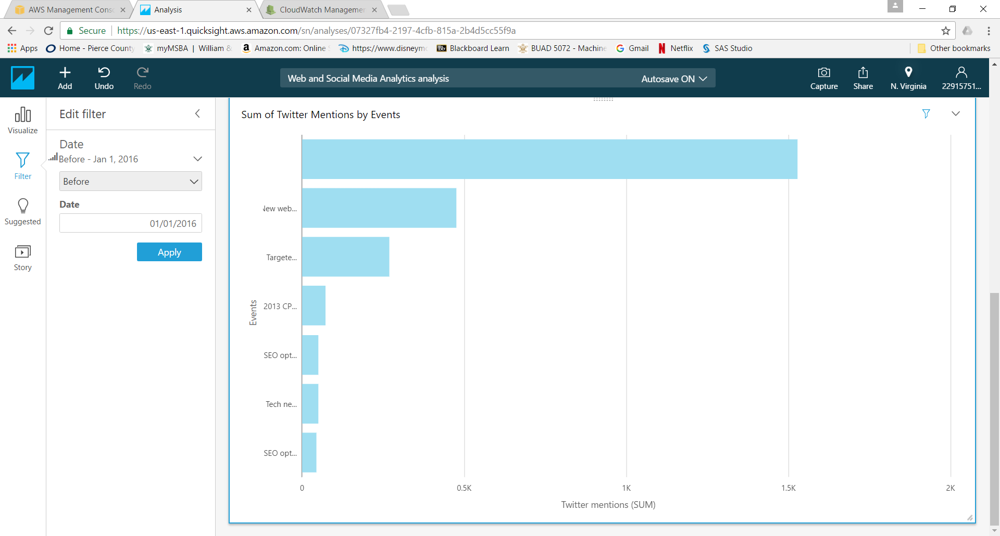 AWS Management Conso
Analysis
CloudWatch Managemen
Secure
https://us-east-1.quicksight.aws.amazon.com/sn/analyses/07327fb4-2197-4cfb-815a-2b4d5cc55f9a
Apps
Home - Pierce County
myMSBA | William &
Amazon.com: Online
https://www.disneym
Bb Blackboard Learn
BUAD 5072 - Machine
Gmail
Netflix
SAS Studio
Other bookmarks
Add
Undo
Redo
Web and Social Media Analytics analysis
Autosave ON
Capture
Share
N. Virginia
22915751...
Visualize
Filter
Suggested
Story
Edit filter
Date
Before - Jan 1, 2016
Before
Date
01/01/2016
Apply
Sum of Twitter Mentions by Events
Events
New web...
Targete...
2013 CP...
SEO opt...
Tech ne...
SEO opt...
0
0.5K
1K
1.5K
2K
Twitter mentions (SUM)